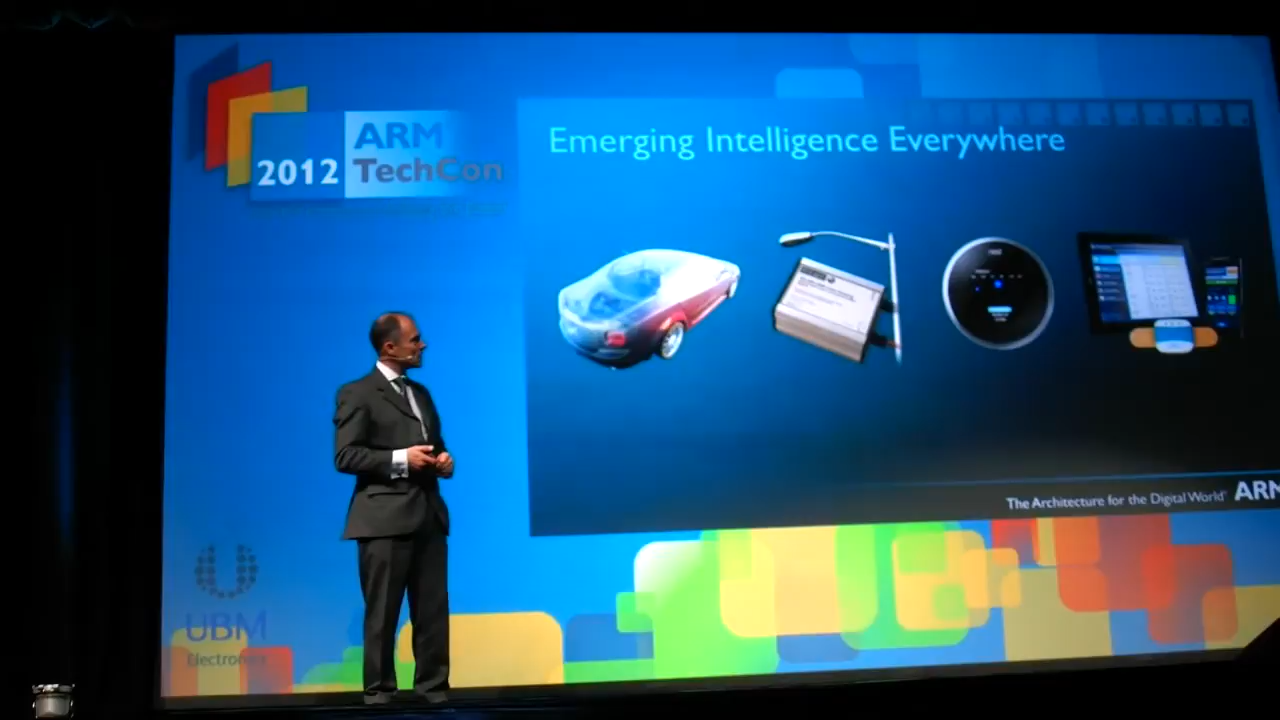 ARM
2012 TechCon
Emerging Intelligence Everywhere
The Architecture for the Digital World® ARM
UBM
Electronics